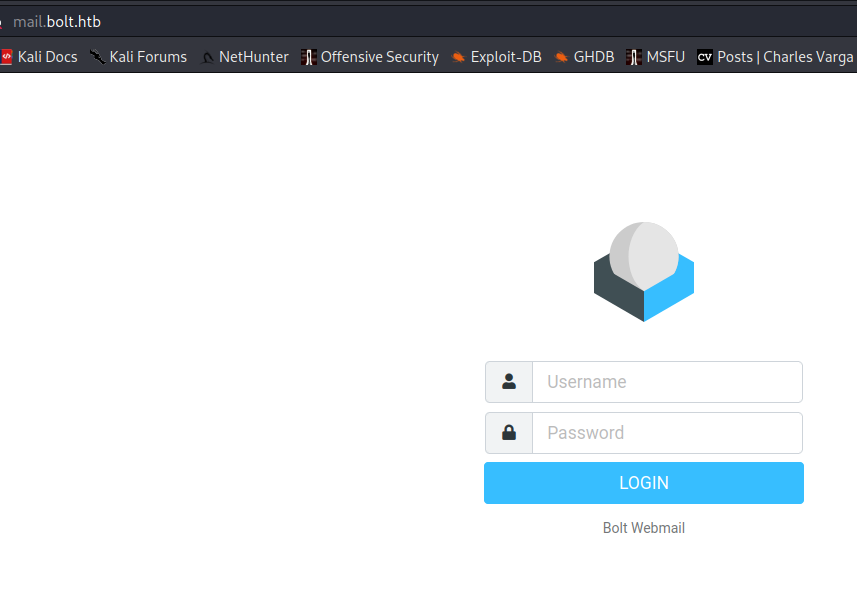 mail.bolt.htb
Kali Docs Kali Forums NetHunter Offensive Security Exploit-DB GHDB MSFU CV Posts | Charles Varga
Username
Password
LOGIN
Bolt Webmail